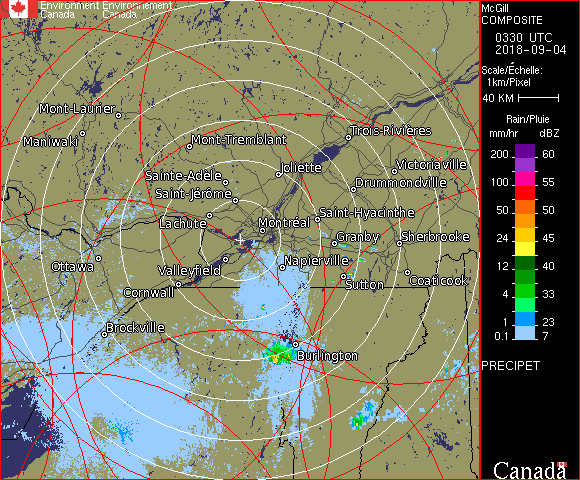 Environment Environnement
Canada Canada
McGill
COMPOSITE
0330 UTC
2018-09-04
Scale/Échelle:
1km/Pixel
40 KM
Rain/Pluie
mm/hr dBZ
200 60
100 55
50 50
24 45
12 40
4 33
1 23
0.1 7
PRECIPET
Canada
Mont-Laurier
Maniwaki
Mont-Tremblant
Trois-Rivières
Joliette
Victoriaville
Sainte-Adèle
Drummondville
Saint-Jérôme
Lachute
Saint-Hyacinthe
Montréal
Granby
Sherbrooke
Ottawa
Valleyfield
Napierville
Cornwall
Sutton
Coaticook
Brockville
Burlington